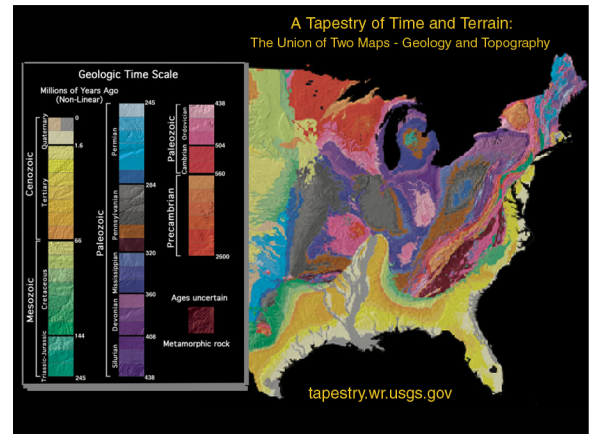 A Tapestry of Time and Terrain:
The Union of Two Maps - Geology and Topography
Geologic Time Scale
Millions of Years Ago
(Non-Linear)
Cenozoic
Quaternary
Tertiary
0
1.6
66
Mesozoic
Cretaceous
Triassic-Jurassic
144
245
Paleozoic
Permian
Pennsylvanian
Mississippian
Devonian
Silurian
245
284
320
360
408
438
Paleozoic
Ordovician
Cambrian
Precambrian
438
504
560
2600
Ages uncertain
Metamorphic rock
tapestry.wr.usgs.gov